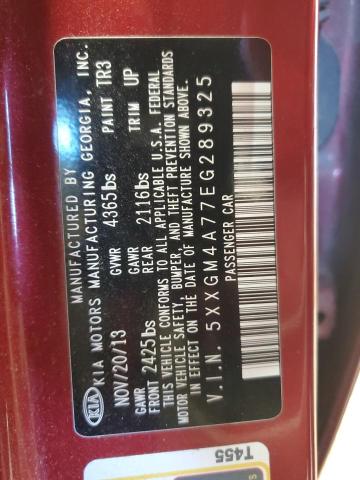 MANUFACTURED BY
KIA KIA MOTORS MANUFACTURING GEORGIA, INC.
NOV/20/13 GVWR 4365lbs PAINT TR3
GAWR GAWR TRIM UP
FRONT 2425lbs REAR 2116lbs
THIS VEHICLE CONFORMS TO ALL APPLICABLE U.S.A. FEDERAL
MOTOR VEHICLE SAFETY, BUMPER, AND THEFT PREVENTION STANDARDS
IN EFFECT ON THE DATE OF MANUFACTURE SHOWN ABOVE.
V.I.N. 5XXGM4A77EG289325
PASSENGER CAR
T455